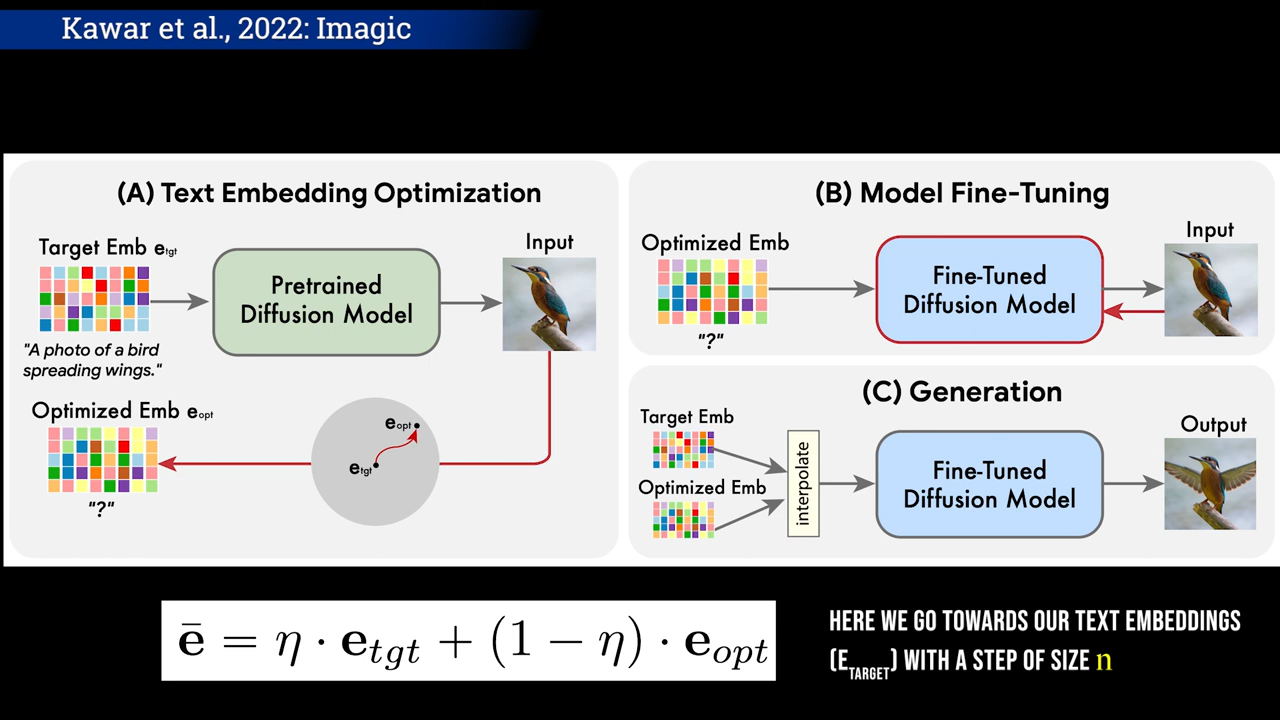 Kawar et al., 2022: Imagic
(A) Text Embedding Optimization
Target Emb e_tgt
Pretrained
Diffusion Model
Input
"A photo of a bird
spreading wings."
Optimized Emb e_opt
e_opt
e_tgt
"?"
(B) Model Fine-Tuning
Optimized Emb
Fine-Tuned
Diffusion Model
Input
"?"
(C) Generation
Target Emb
Optimized Emb
interpolate
Fine-Tuned
Diffusion Model
Output
ē = η · e_tgt + (1 − η) · e_opt
HERE WE GO TOWARDS OUR TEXT EMBEDDINGS
(E_TARGET) WITH A STEP OF SIZE n